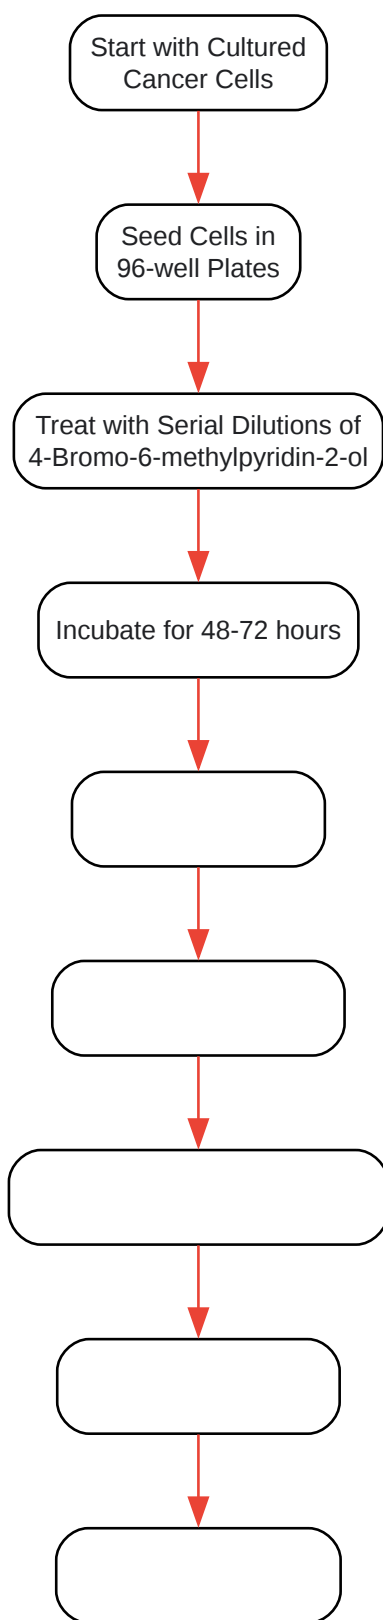 Start with Cultured
Cancer Cells
Seed Cells in
96-well Plates
Treat with Serial Dilutions of
4-Bromo-6-methylpyridin-2-ol
Incubate for 48-72 hours